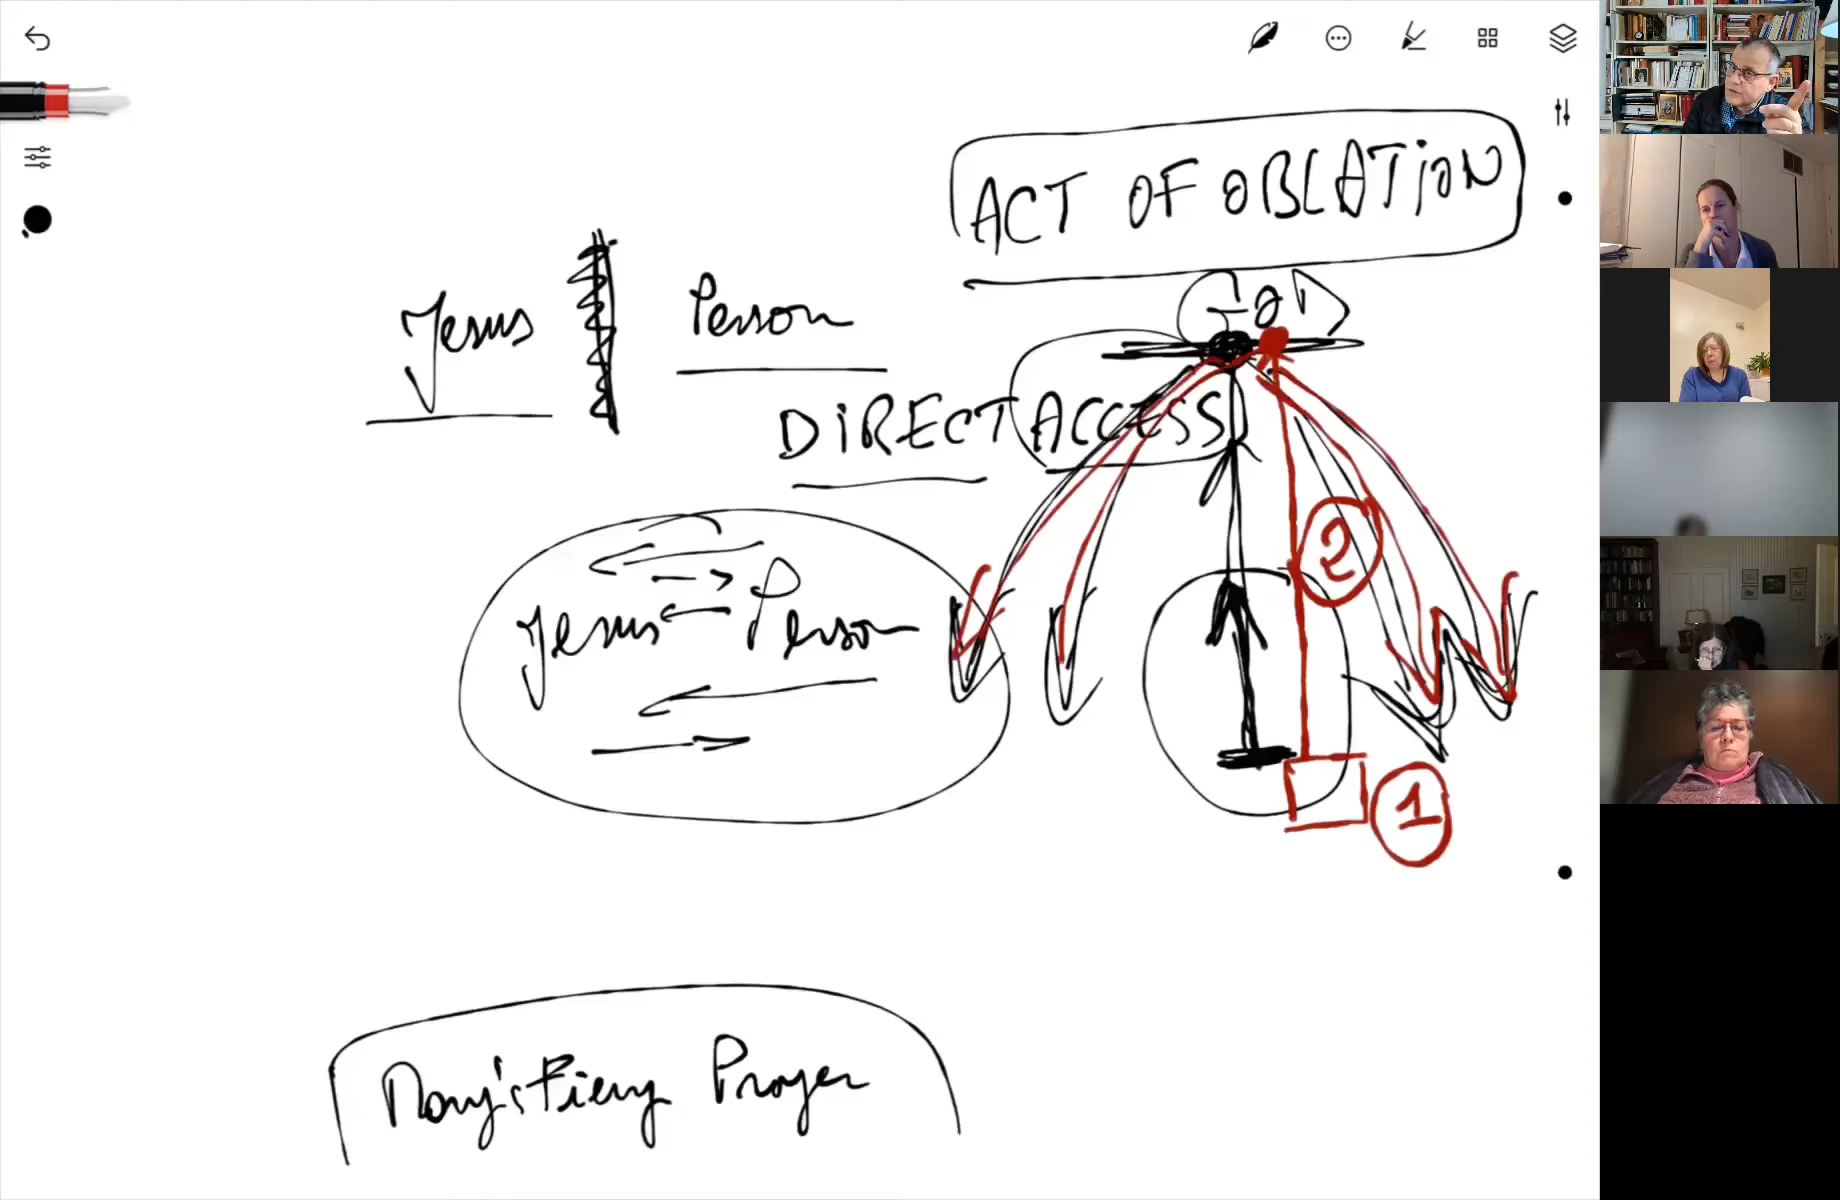 ACT OF OBLATION
Jesus Person
GOD
DIRECT ACCESS
Jesus Person
2
1
Mary's Fiery Prayer